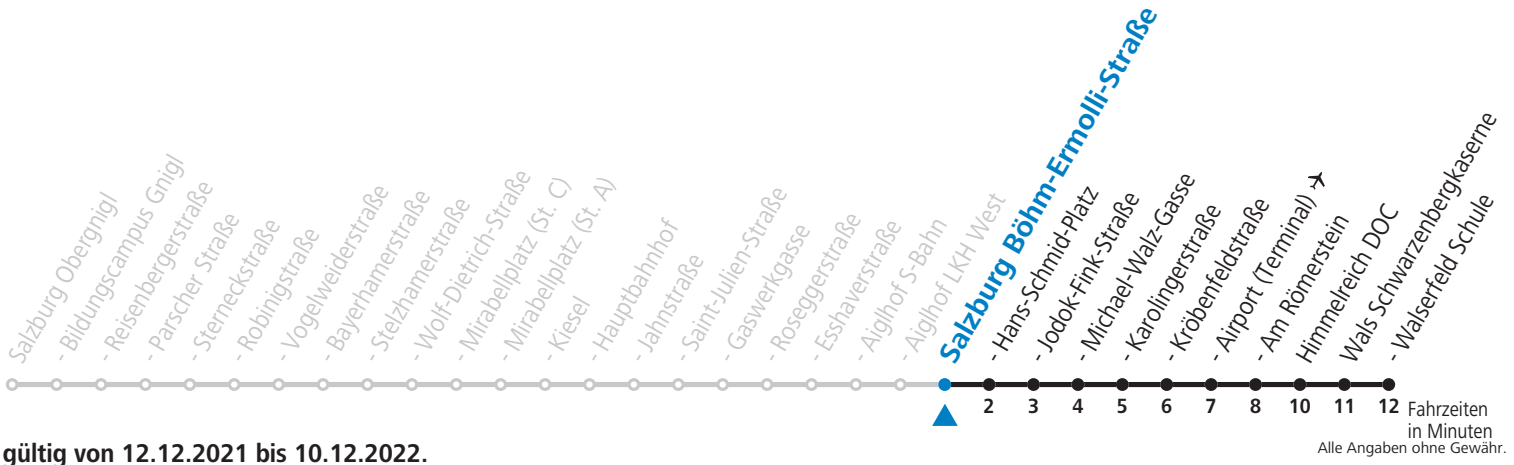 Salzburg Obergnigl
- Bildungscampus Gnigl
- Reisenbergerstraße
- Parscher Straße
- Sterneckstraße
- Robinigstraße
- Vogelweiderstraße
- Bayerhamerstraße
- Stelzhamerstraße
- Wolf-Dietrich-Straße
- Mirabellplatz (St. C)
- Mirabellplatz (St. A)
- Kiesel
- Hauptbahnhof
- Jahnstraße
- Saint-Julien-Straße
- Gaswerkgasse
- Roseggerstraße
- Esshaverstraße
- Aiglhof S-Bahn
- Aiglhof LKH West
Salzburg Böhm-Ermolli-Straße
- Hans-Schmid-Platz
- Jodok-Fink-Straße
- Michael-Walz-Gasse
- Karolingerstraße
- Kröbenfeldstraße
- Airport (Terminal)
- Am Römerstein
Himmelreich DOC
Wals Schwarzenbergkaserne
- Walserfeld Schule
2 3 4 5 6 7 8 10 11 12
Fahrzeiten
in Minuten
Alle Angaben ohne Gewähr.
gültig von 12.12.2021 bis 10.12.2022.